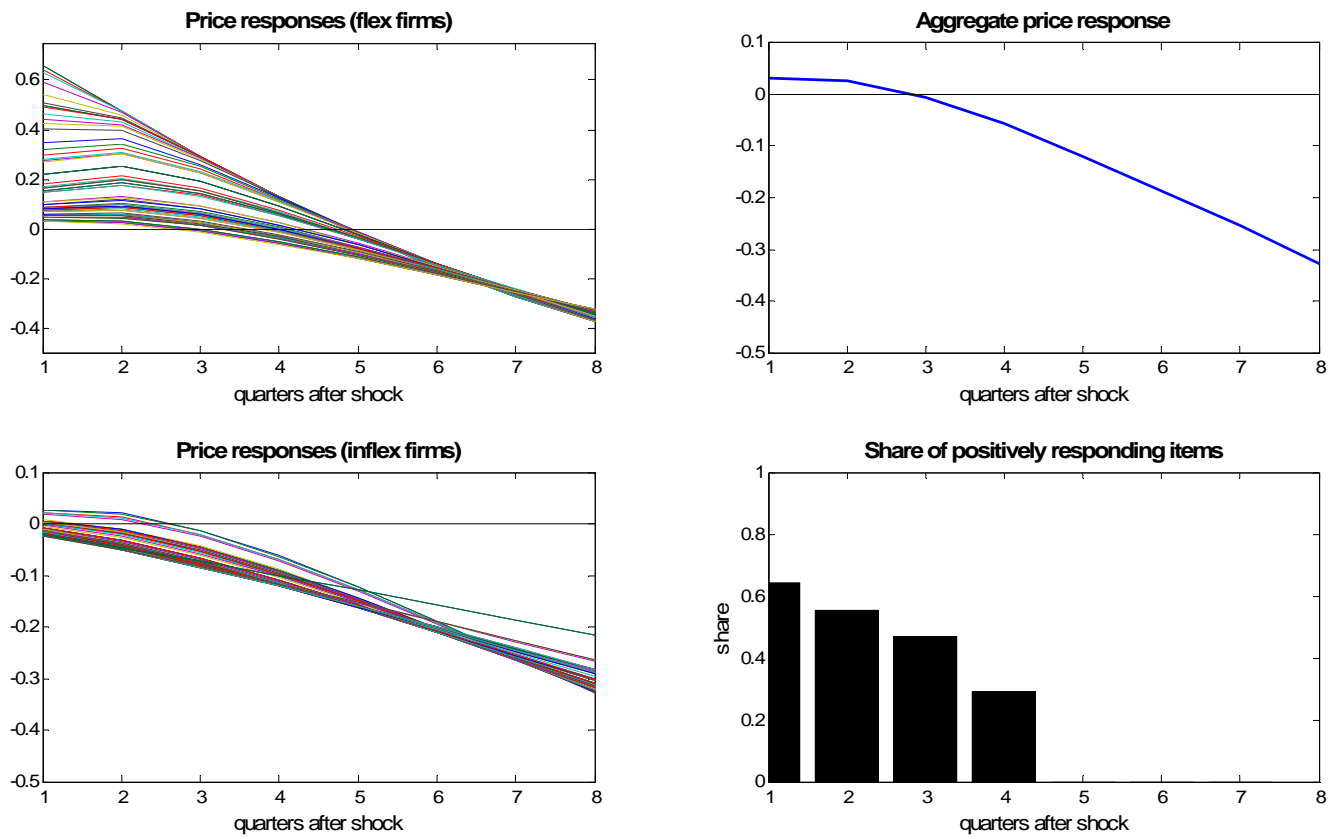 Price responses (flex firms)
0.6
0.4
0.2
0
-0.2
-0.4
1 2 3 4 5 6 7 8
quarters after shock
Aggregate price response
0.1
0
-0.1
-0.2
-0.3
-0.4
-0.5
1 2 3 4 5 6 7 8
quarters after shock
Price responses (inflex firms)
0.1
0
-0.1
-0.2
-0.3
-0.4
-0.5
1 2 3 4 5 6 7 8
quarters after shock
Share of positively responding items
share
1
0.8
0.6
0.4
0.2
0
1 2 3 4 5 6 7 8
quarters after shock